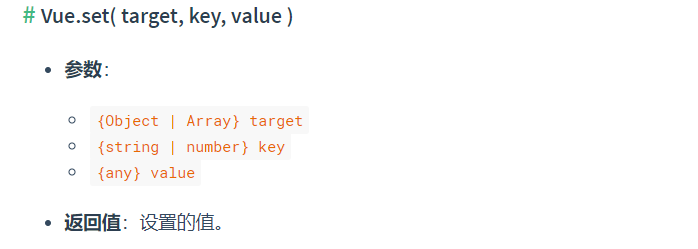 # Vue.set( target, key, value )
参数：
{Object | Array} target
{string | number} key
{any} value
返回值：设置的值。